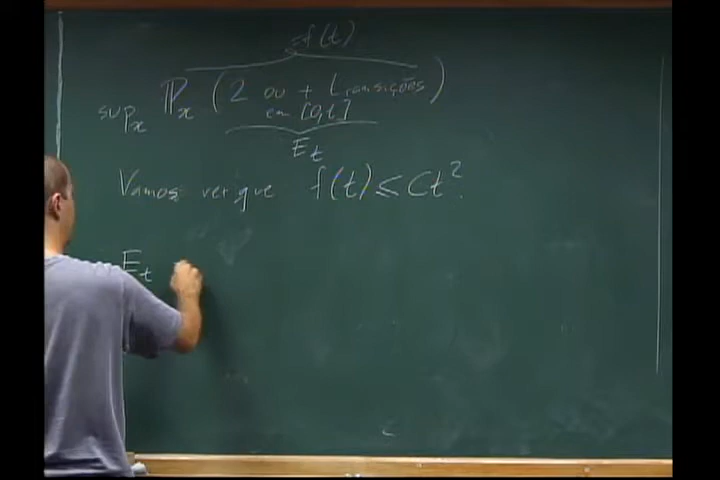 =f(t)
sup_x ℙ_x (2 ou + transições
em [0,t])
E_t
Vamos ver que f(t) ≤ Ct².
E_t